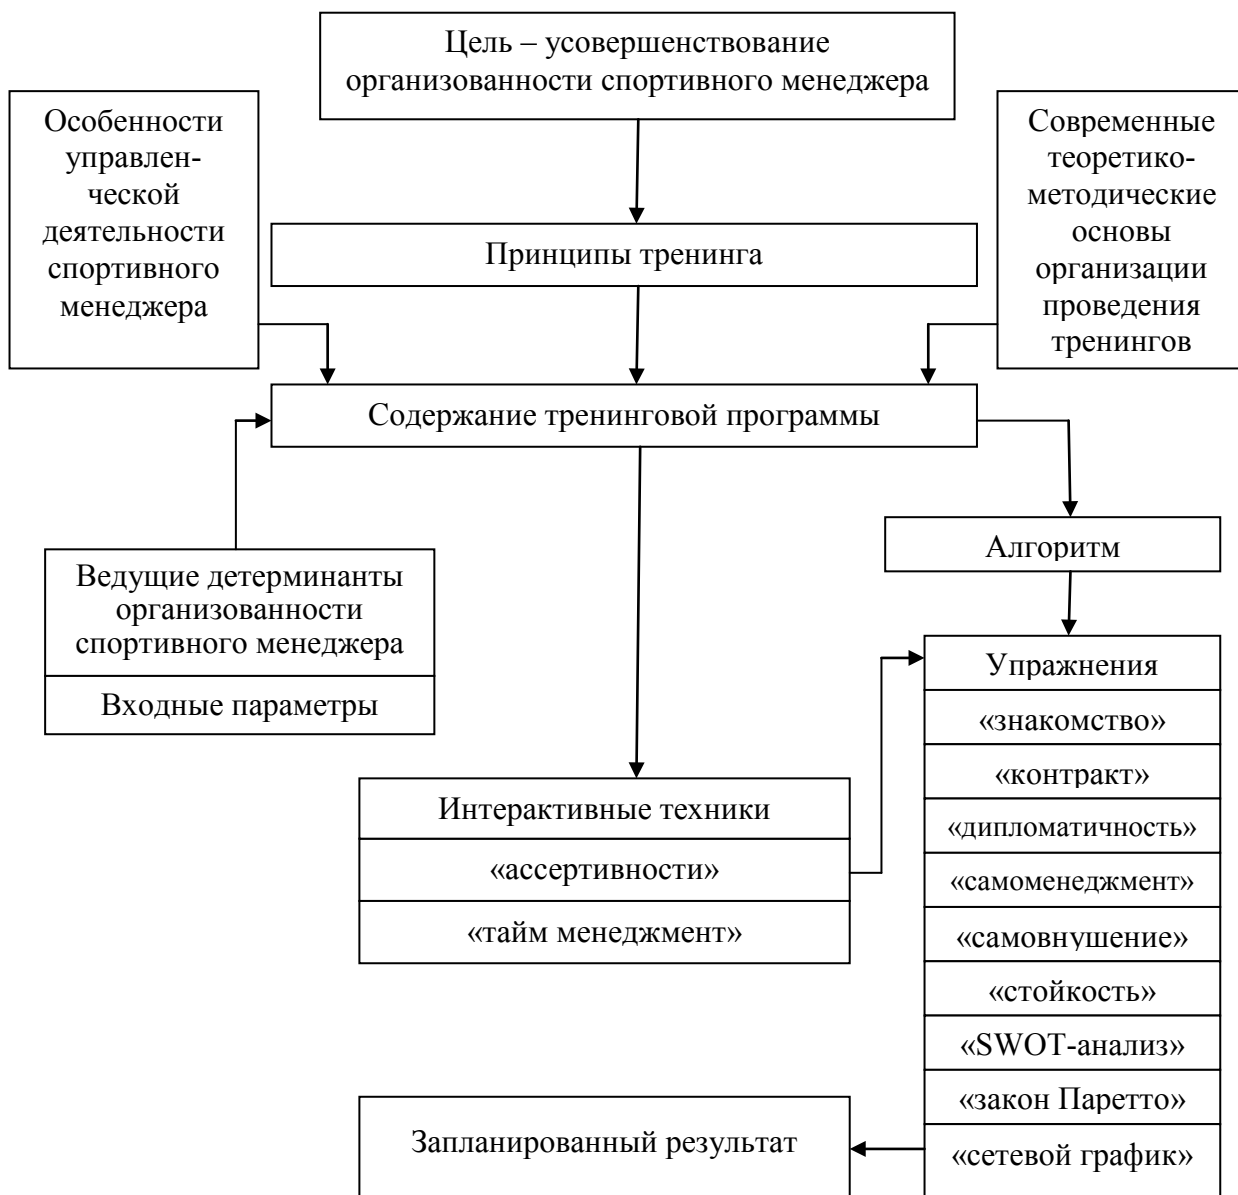 Цель – усовершенствование
организованности спортивного менеджера
Особенности
управлен-
ческой
деятельности
спортивного
менеджера
Современные
теоретико-
методические
основы
организации
проведения
тренингов
Принципы тренинга
Содержание тренинговой программы
Алгоритм
Ведущие детерминанты
организованности
спортивного менеджера
Входные параметры
Упражнения
«знакомство»
«контракт»
«дипломатичность»
«самоменеджмент»
«самовнушение»
«стойкость»
«SWOT-анализ»
«закон Паретто»
«сетевой график»
Интерактивные техники
«ассертивности»
«тайм менеджмент»
Запланированный результат